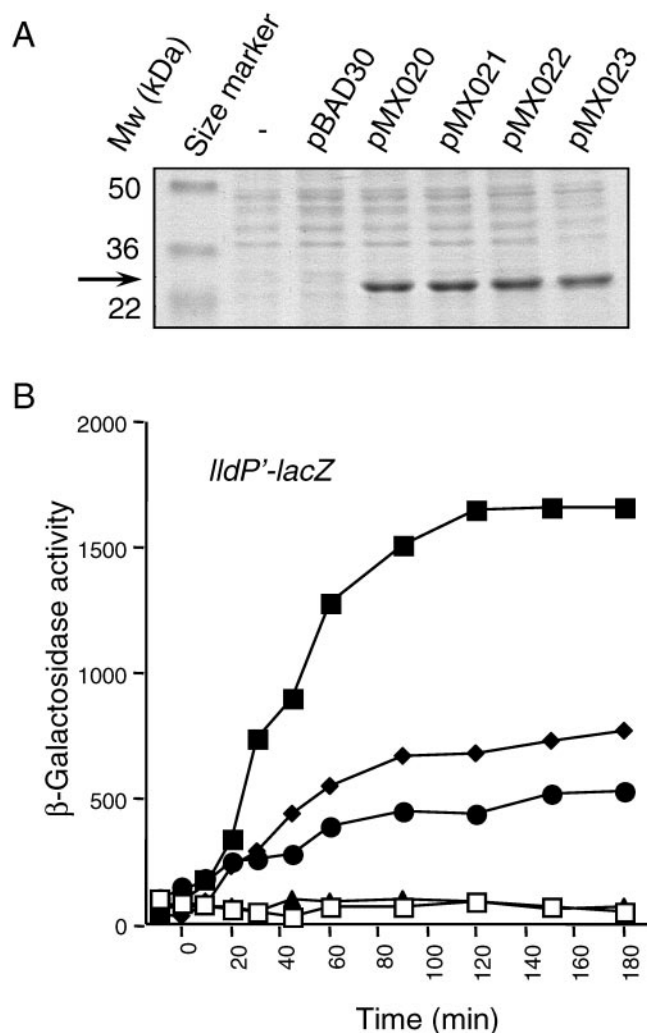 A
Mw (kDa)
Size marker
-
pBAD30
pMX020
pMX021
pMX022
pMX023
50
36
22
B
lldP'-lacZ
β-Galactosidase activity
2000
1500
1000
500
0
0
20
40
60
80
100
120
140
160
180
Time (min)